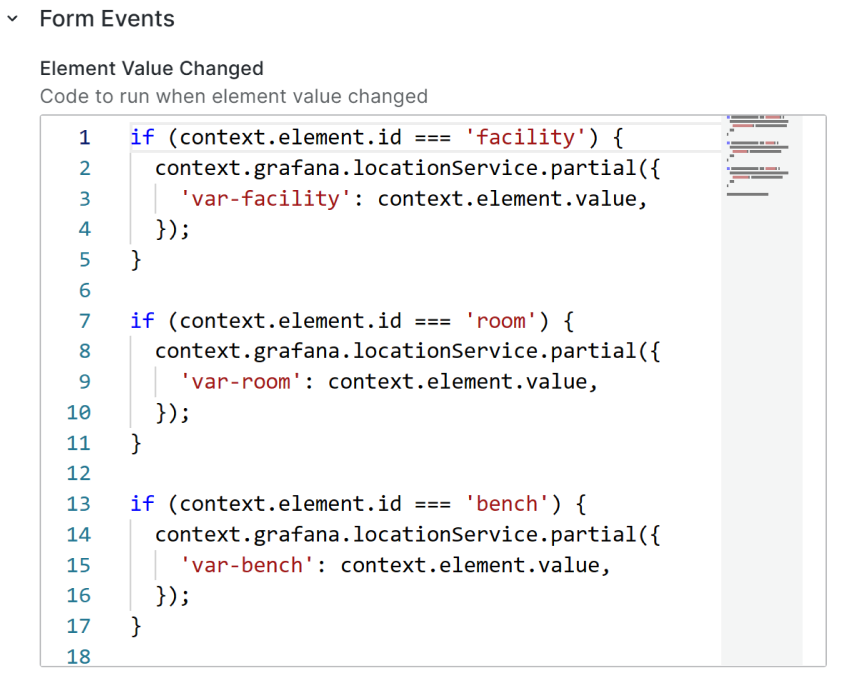 Form Events
Element Value Changed
Code to run when element value changed
1 if (context.element.id === 'facility') {
2   context.grafana.locationService.partial({
3     'var-facility': context.element.value,
4   });
5 }
6
7 if (context.element.id === 'room') {
8   context.grafana.locationService.partial({
9     'var-room': context.element.value,
10   });
11 }
12
13 if (context.element.id === 'bench') {
14   context.grafana.locationService.partial({
15     'var-bench': context.element.value,
16   });
17 }
18